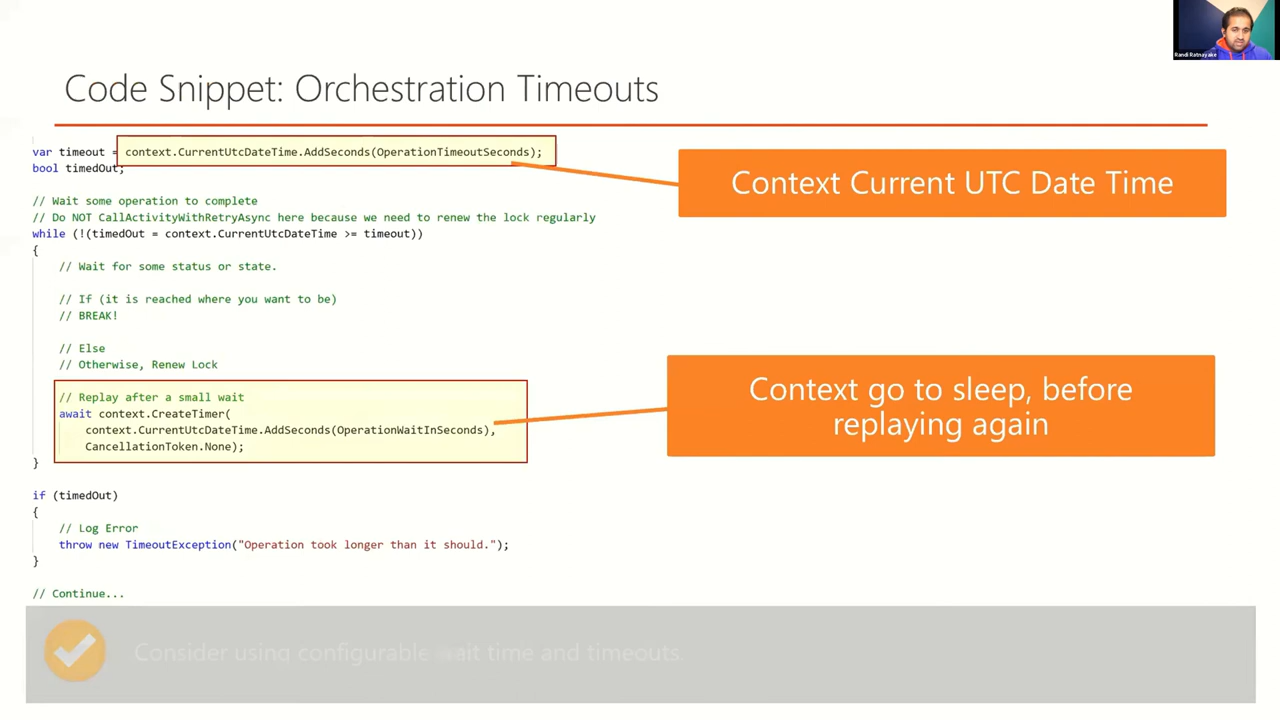 Randi Ratnayake
Code Snippet: Orchestration Timeouts
var timeout = context.CurrentUtcDateTime.AddSeconds(OperationTimeoutSeconds);
bool timedOut;
// Wait some operation to complete
// Do NOT CallActivityWithRetryAsync here because we need to renew the lock regularly
while (!(timedOut = context.CurrentUtcDateTime >= timeout))
{
// Wait for some status or state.
// If (it is reached where you want to be)
// BREAK!
// Else
// Otherwise, Renew Lock
// Replay after a small wait
await context.CreateTimer(
context.CurrentUtcDateTime.AddSeconds(OperationWaitInSeconds),
CancellationToken.None);
}
if (timedOut)
{
// Log Error
throw new TimeoutException("Operation took longer than it should.");
}
// Continue...
Context Current UTC Date Time
Context go to sleep, before
replaying again
Consider using configurable wait time and timeouts.